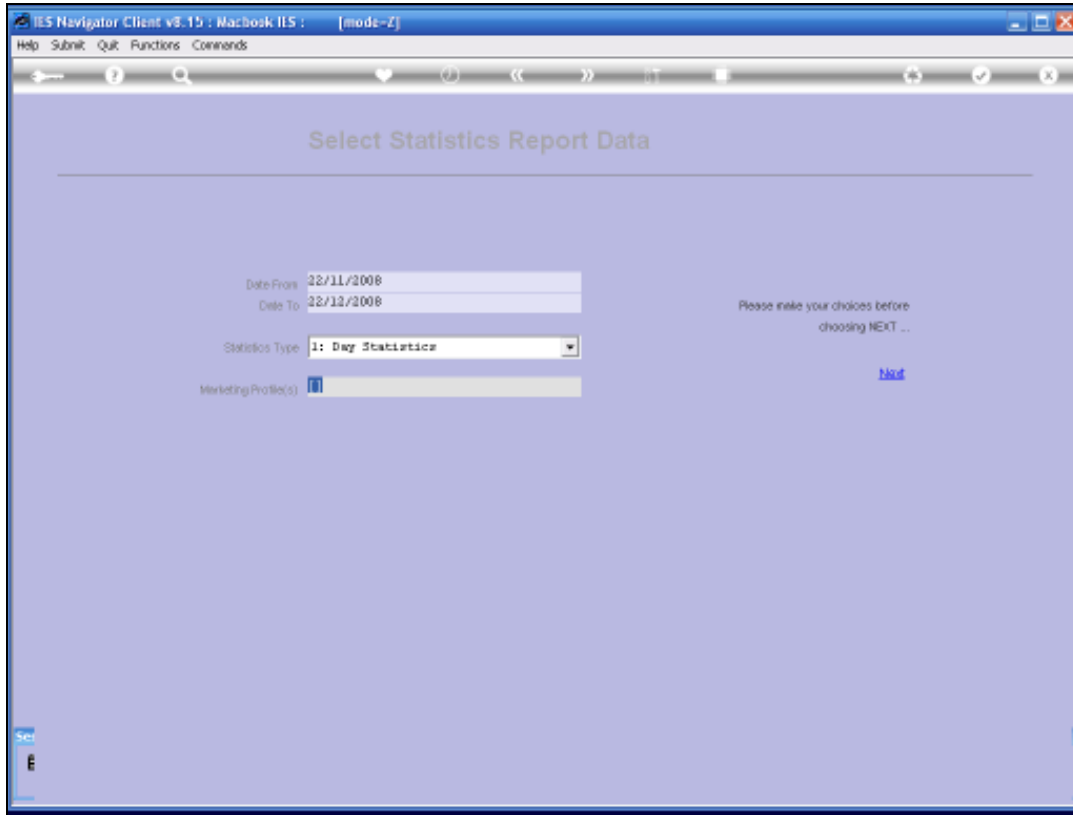 IES Navigator Client v8.1b : Macbook IES : [mode-Z]
Help Submit Quit Functions Commands
Select Statistics Report Data
Date From 22/11/2008
Date To 22/12/2008
Please make your choices before
choosing NEXT ...
Statistics Type 1: Day Statistics
Next
Marketing Profile(s) []
Ser